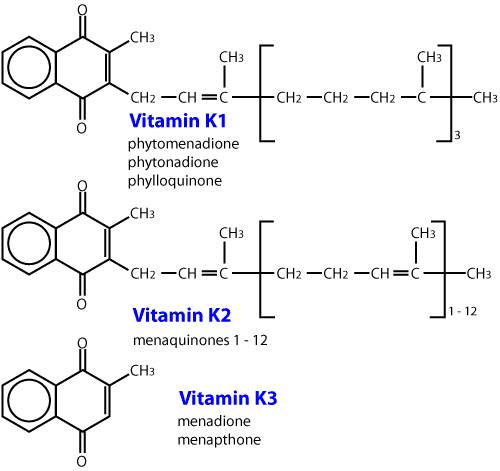 O
CH3
CH3 CH3
CH2 CH C CH2 CH2 CH2 C CH3
O
3
Vitamin K1
phytomenadione
phytonadione
phylloquinone
O
CH3
CH3 CH3
CH2 CH C CH2 CH2 CH C CH3
O
1 - 12
Vitamin K2
menaquinones 1 - 12
O
CH3
O
Vitamin K3
menadione
menapthone